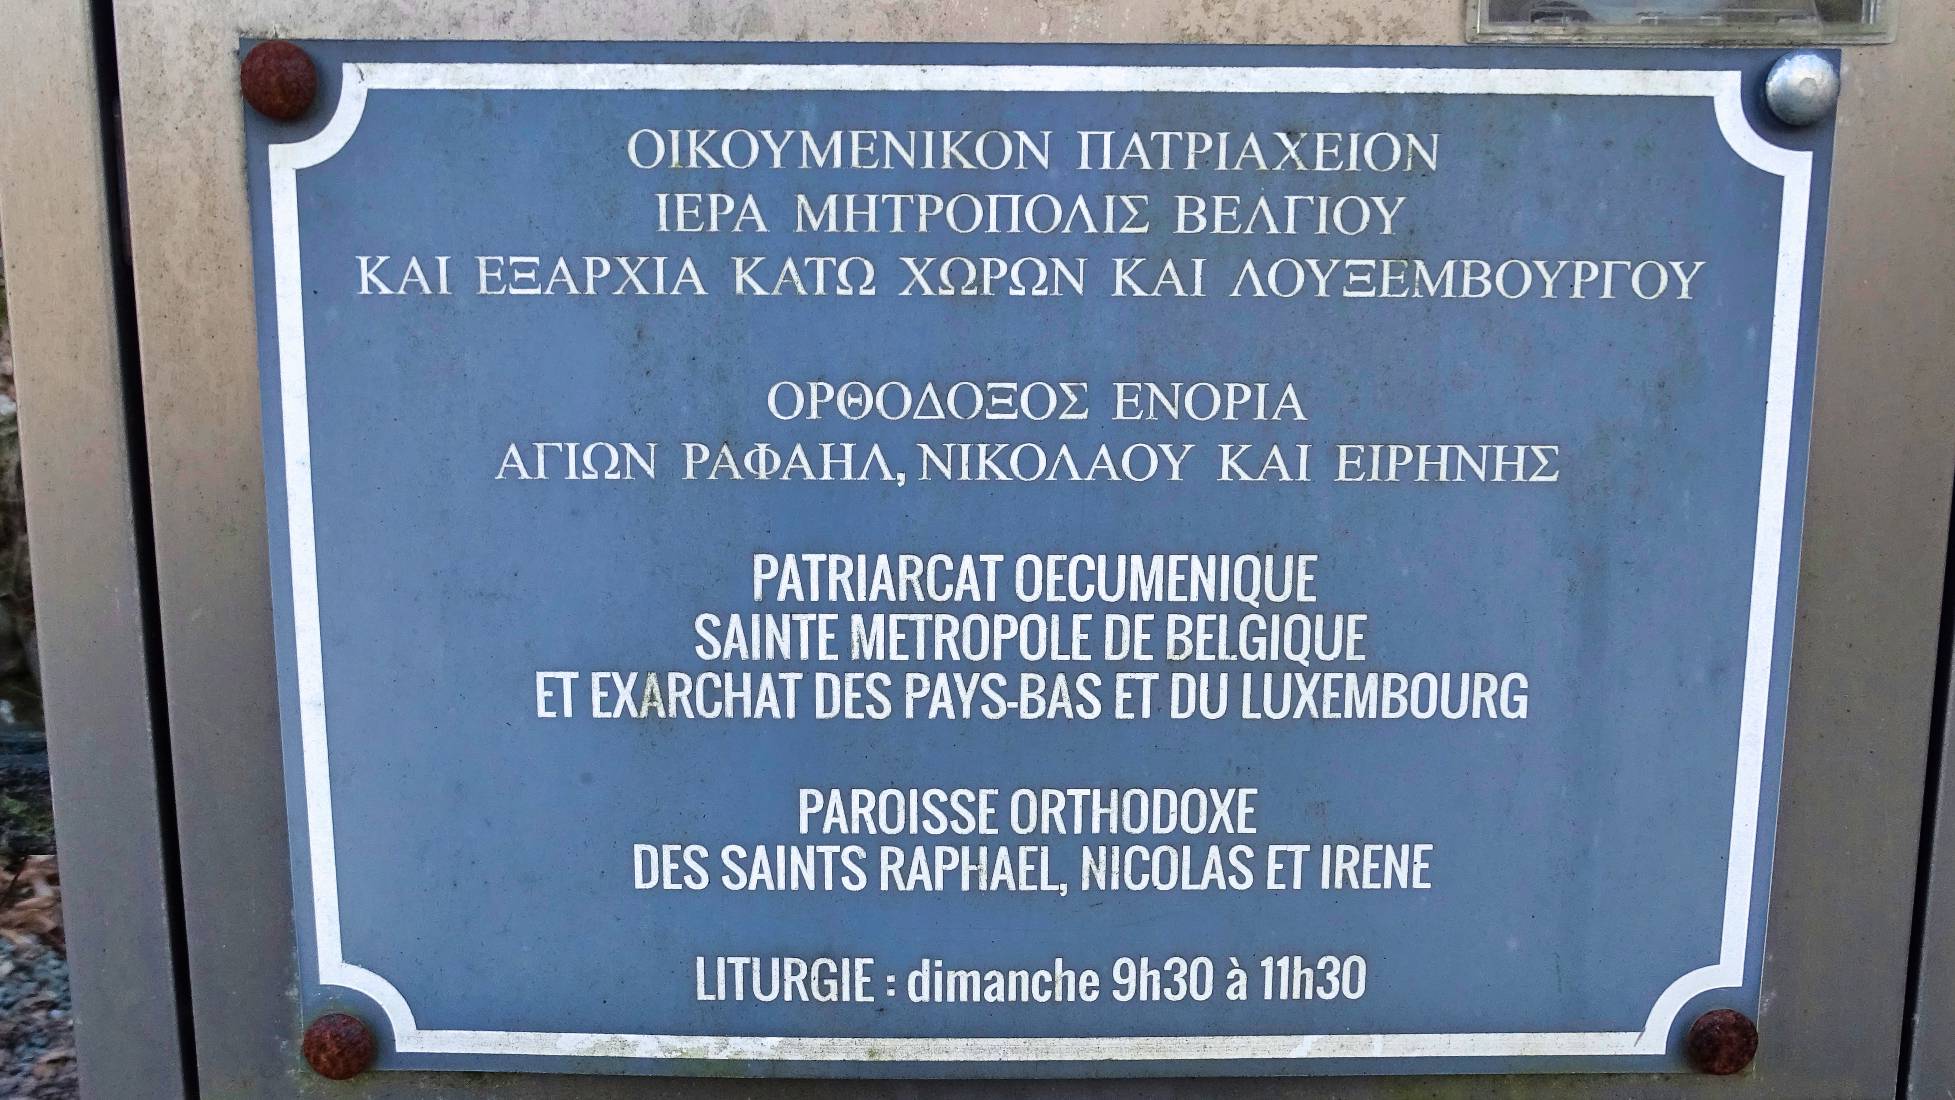 ΟΙΚΟΥΜΕΝΙΚΟΝ ΠΑΤΡΙΑΧΕΙΟΝ
ΙΕΡΑ ΜΗΤΡΟΠΟΛΙΣ ΒΕΛΓΙΟΥ
ΚΑΙ ΕΞΑΡΧΙΑ ΚΑΤΩ ΧΩΡΩΝ ΚΑΙ ΛΟΥΞΕΜΒΟΥΡΓΟΥ
ΟΡΘΟΔΟΞΟΣ ΕΝΟΡΙΑ
ΑΓΙΩΝ ΡΑΦΑΗΛ, ΝΙΚΟΛΑΟΥ ΚΑΙ ΕΙΡΗΝΗΣ
PATRIARCAT OECUMENIQUE
SAINTE METROPOLE DE BELGIQUE
ET EXARCHAT DES PAYS-BAS ET DU LUXEMBOURG
PAROISSE ORTHODOXE
DES SAINTS RAPHAEL, NICOLAS ET IRENE
LITURGIE : dimanche 9h30 à 11h30